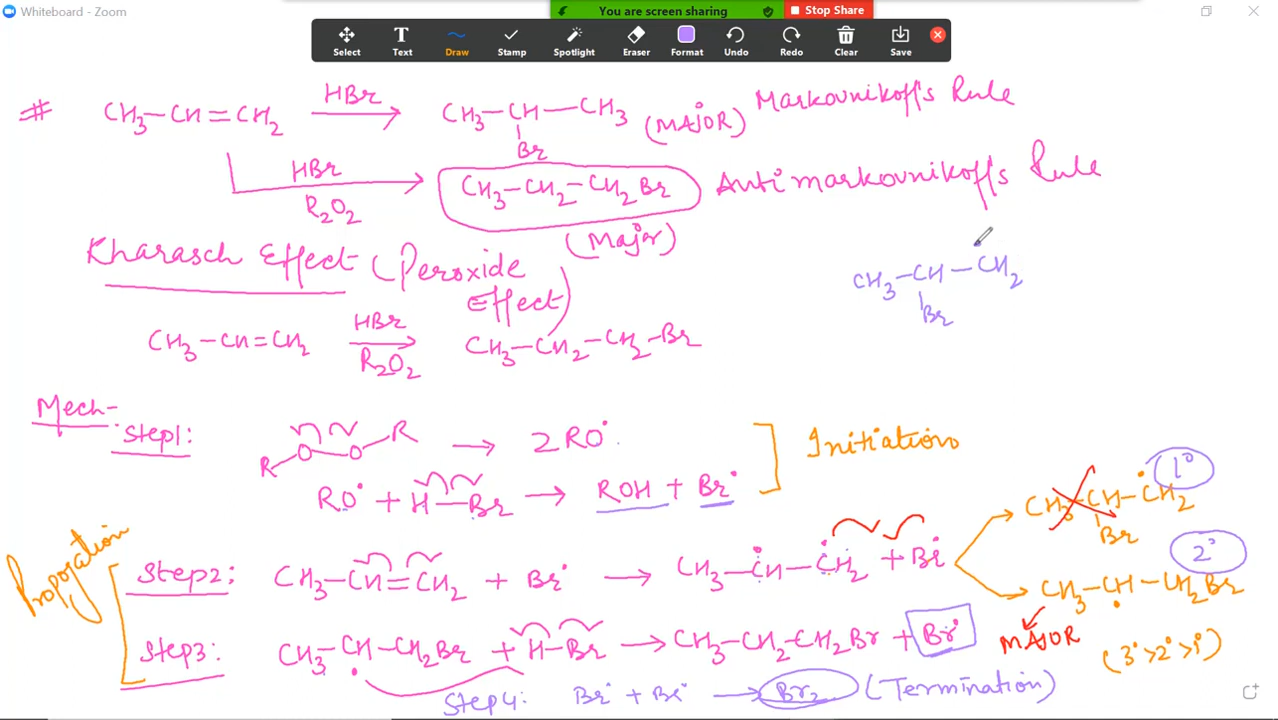 Whiteboard - Zoom
You are screen sharing
Stop Share
Select Text Draw Stamp Spotlight Eraser Format Undo Redo Clear Save
# CH3-CH=CH2 HBr → CH3-CH-CH3 (MAJOR) Markovnikoff's Rule
Br
HBr
R2O2 → CH3-CH2-CH2Br Antimarkovnikoff's Rule
(Major)
Kharasch Effect (Peroxide Effect)
CH3-CH-CH2
Br
CH3-CH=CH2 HBr → CH3-CH2-CH2-Br
R2O2
Mech-
Step1: R O-O R → 2RO•
RO• + H-Br → ROH + Br•
Initiation
Propogation
Step2: CH3-CH=CH2 + Br• → CH3-ĊH-ĊH2 + Br•
CH3-CH-ĊH2 1°
Br
CH3-CH-CH2Br 2°
•
MAJOR (3°>2°>1°)
Step3: CH3-CH-CH2Br + H-Br → CH3-CH2-CH2Br + Br•
•
Step4: Br• + Br• → Br2 (Termination)